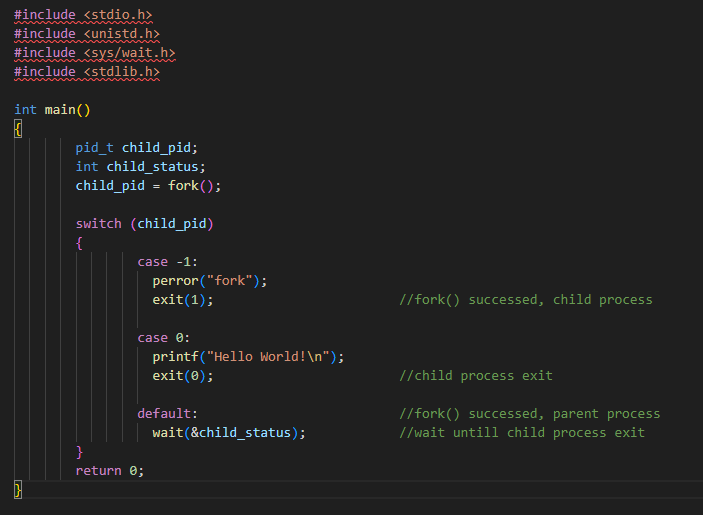 #include <stdio.h>
#include <unistd.h>
#include <sys/wait.h>
#include <stdlib.h>
int main()
{
pid_t child_pid;
int child_status;
child_pid = fork();
switch (child_pid)
{
case -1:
perror("fork");
exit(1); //fork() successed, child process
case 0:
printf("Hello World!\n");
exit(0); //child process exit
default: //fork() successed, parent process
wait(&child_status); //wait untill child process exit
}
return 0;
}